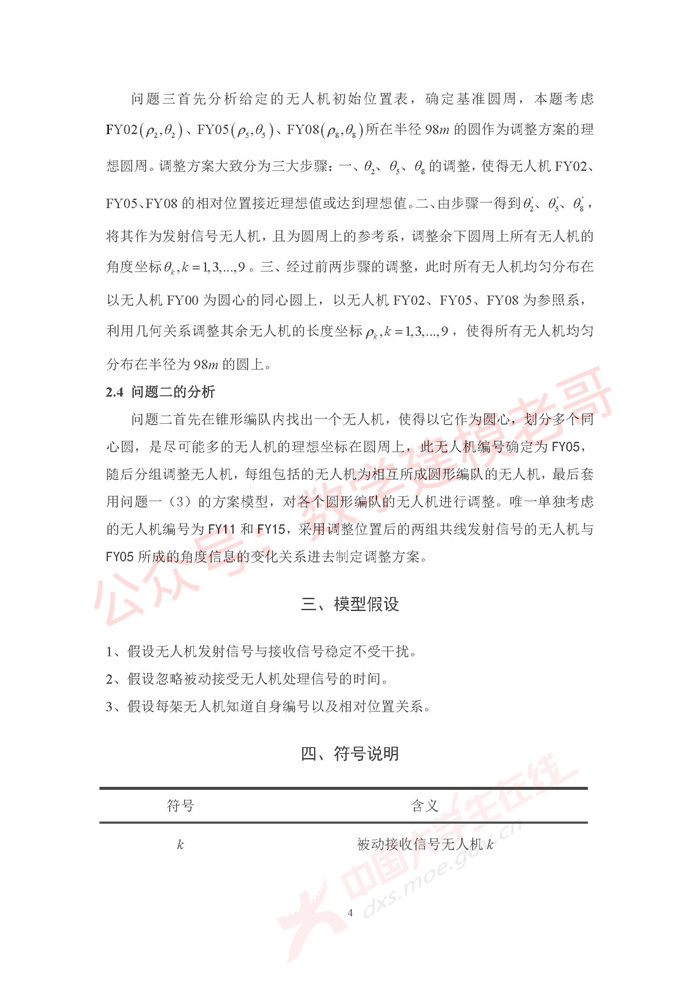 问题三首先分析给定的无人机初始位置表，确定基准圆周，本题考虑
FY02(ρ₂,θ₂)、FY05(ρ₅,θ₅)、FY08(ρ₈,θ₈)所在半径 98m 的圆作为调整方案的理
想圆周。调整方案大致分为三大步骤：一、θ₂、θ₅、θ₈的调整，使得无人机 FY02、
FY05、FY08 的相对位置接近理想值或达到理想值。二、由步骤一得到θ₂'、θ₅'、θ₈'，
将其作为发射信号无人机，且为圆周上的参考系，调整余下圆周上所有无人机的
角度坐标θₖ,k=1,3,...,9。三、经过前两步骤的调整，此时所有无人机均匀分布在
以无人机 FY00 为圆心的同心圆上，以无人机 FY02、FY05、FY08 为参照系，
利用几何关系调整其余无人机的长度坐标ρₖ,k=1,3,...,9，使得所有无人机均匀
分布在半径为98m 的圆上。
2.4 问题二的分析
问题二首先在锥形编队内找出一个无人机，使得以它作为圆心，划分多个同
心圆，是尽可能多的无人机的理想坐标在圆周上，此无人机编号确定为 FY05，
随后分组调整无人机，每组包括的无人机为相互所成圆形编队的无人机，最后套
用问题一（3）的方案模型，对各个圆形编队的无人机进行调整。唯一单独考虑
的无人机编号为 FY11 和 FY15，采用调整位置后的两组共线发射信号的无人机与
FY05 所成的角度信息的变化关系进去制定调整方案。
三、模型假设
1、假设无人机发射信号与接收信号稳定不受干扰。
2、假设忽略被动接受无人机处理信号的时间。
3、假设每架无人机知道自身编号以及相对位置关系。
四、符号说明
符号 含义
k 被动接收信号无人机 k
4
公众号：数学建模老哥
中国大学生在线
dxs.moe.gov.cn